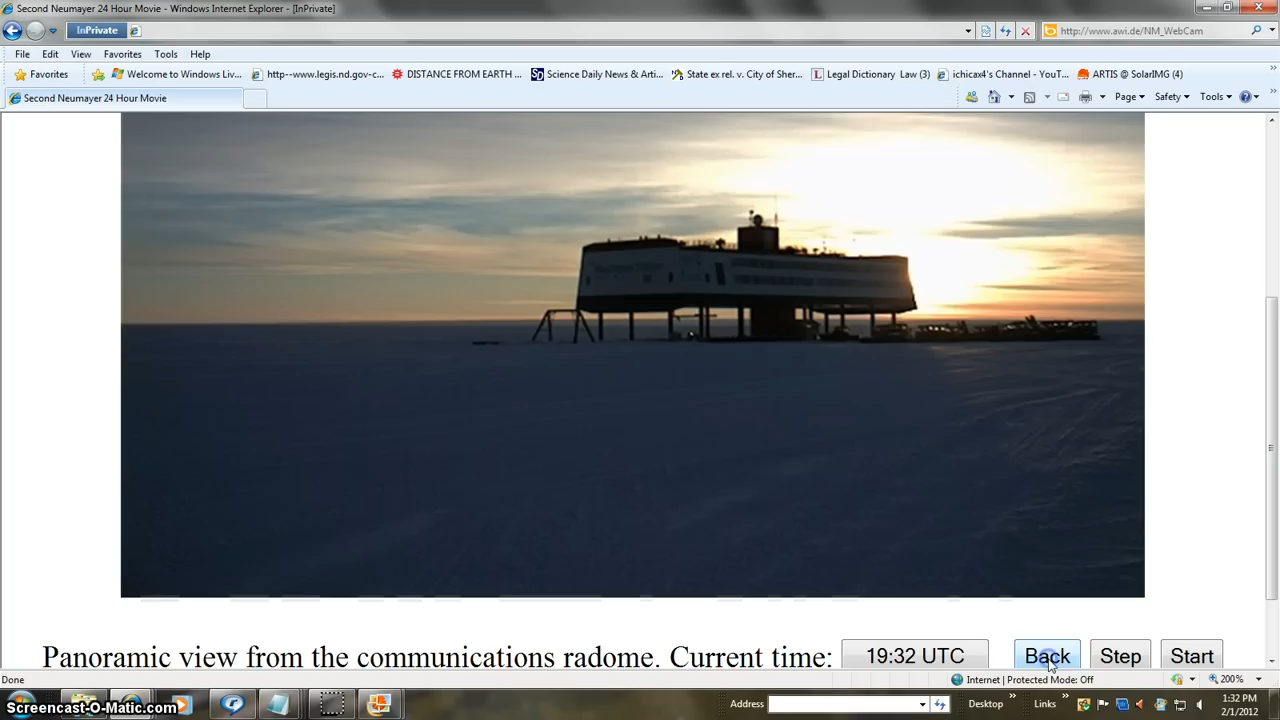 Second Neumayer 24 Hour Movie - Windows Internet Explorer - [InPrivate]
InPrivate
http://www.awi.de/NM_WebCam
File Edit View Favorites Tools Help
Favorites Welcome to Windows Liv... http--www.legis.nd.gov-c... DISTANCE FROM EARTH ... Science Daily News & Arti... State ex rel. v. City of Sher... Legal Dictionary Law (3) ichicax4's Channel - YouT... ARTIS @ SolarIMG (4)
Second Neumayer 24 Hour Movie
Page Safety Tools
Panoramic view from the communications radome. Current time: 19:32 UTC Back Step Start
Done
Internet | Protected Mode: Off
200%
Screencast-O-Matic.com
Address
Desktop
Links
1:32 PM
2/1/2012